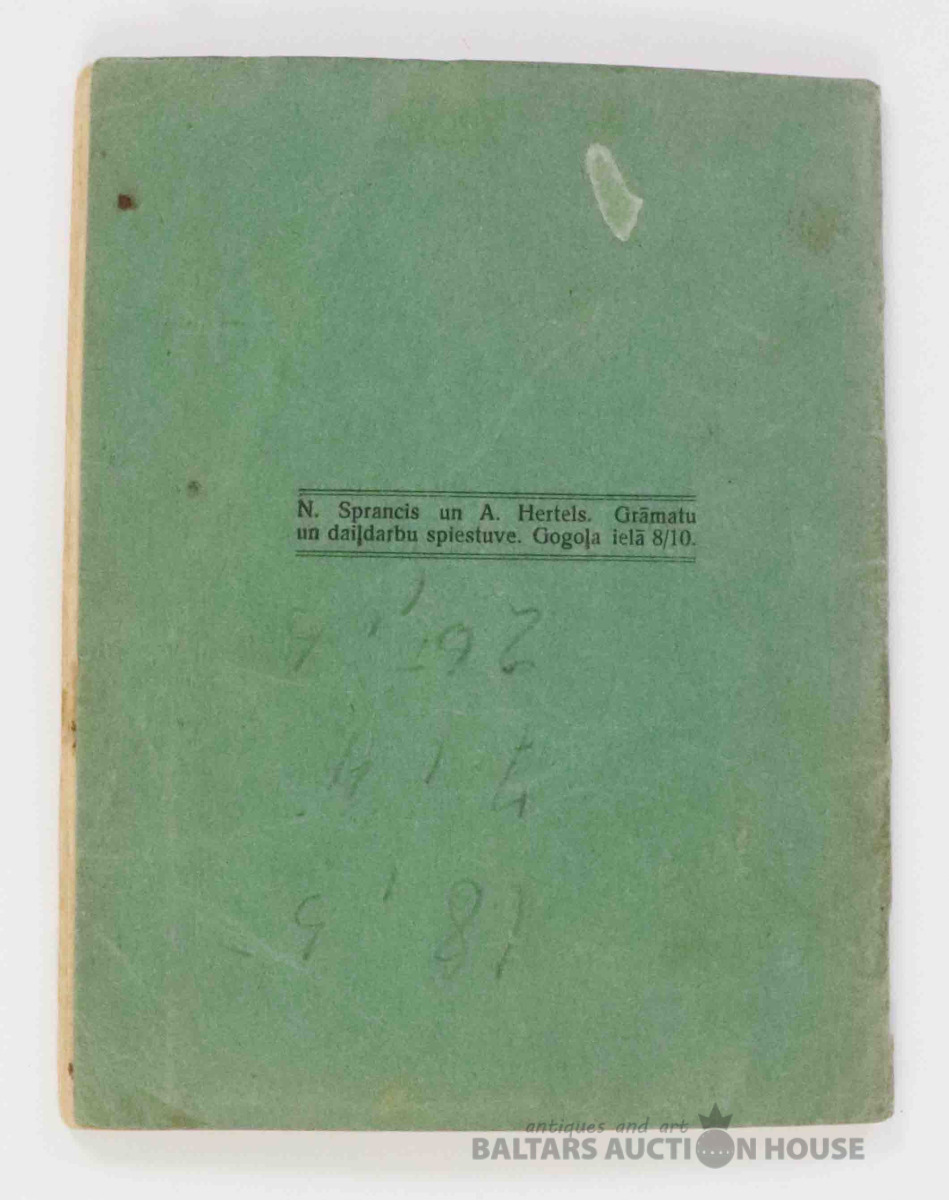 N. Sprancis un A. Hertels. Grāmatu
un daiļdarbu spiestuve. Gogoļa ielā 8/10.
antiques and art
BALTARS AUCTION HOUSE